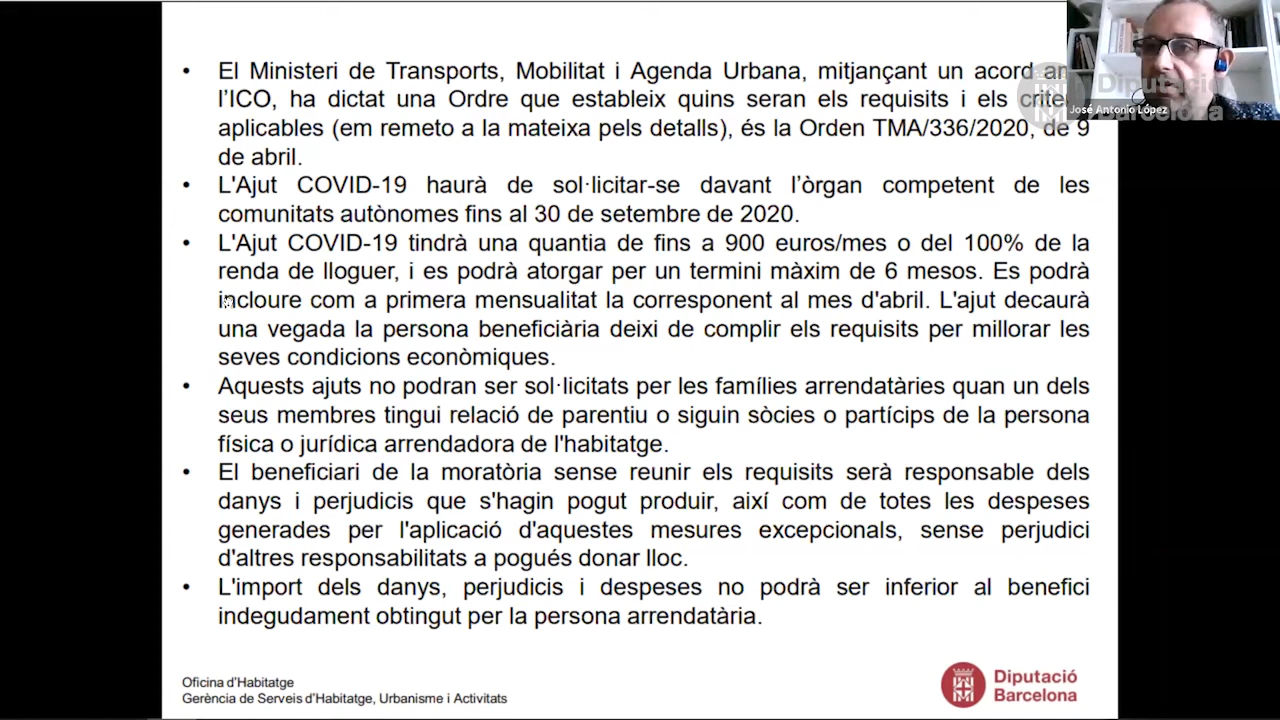 • El Ministeri de Transports, Mobilitat i Agenda Urbana, mitjançant un acord
l’ICO, ha dictat una Ordre que estableix quins seran els requisits i els
aplicables (em remeto a la mateixa pels detalls), és la Orden TMA/336/2020, de 9
de abril.
• L'Ajut COVID-19 haurà de sol·licitar-se davant l’òrgan competent de les
comunitats autònomes fins al 30 de setembre de 2020.
• L'Ajut COVID-19 tindrà una quantia de fins a 900 euros/mes o del 100% de la
renda de lloguer, i es podrà atorgar per un termini màxim de 6 mesos. Es podrà
incloure com a primera mensualitat la corresponent al mes d'abril. L'ajut decaurà
una vegada la persona beneficiària deixi de complir els requisits per millorar les
seves condicions econòmiques.
• Aquests ajuts no podran ser sol·licitats per les famílies arrendatàries quan un dels
seus membres tingui relació de parentiu o siguin sòcies o partícips de la persona
física o jurídica arrendadora de l'habitatge.
• El beneficiari de la moratòria sense reunir els requisits serà responsable dels
danys i perjudicis que s'hagin pogut produir, així com de totes les despeses
generades per l'aplicació d'aquestes mesures excepcionals, sense perjudici
d'altres responsabilitats a pogués donar lloc.
• L'import dels danys, perjudicis i despeses no podrà ser inferior al benefici
indegudament obtingut per la persona arrendatària.
Oficina d’Habitatge
Gerència de Serveis d’Habitatge, Urbanisme i Activitats
Diputació
Barcelona
Diputació
Barcelona
José Antonio López